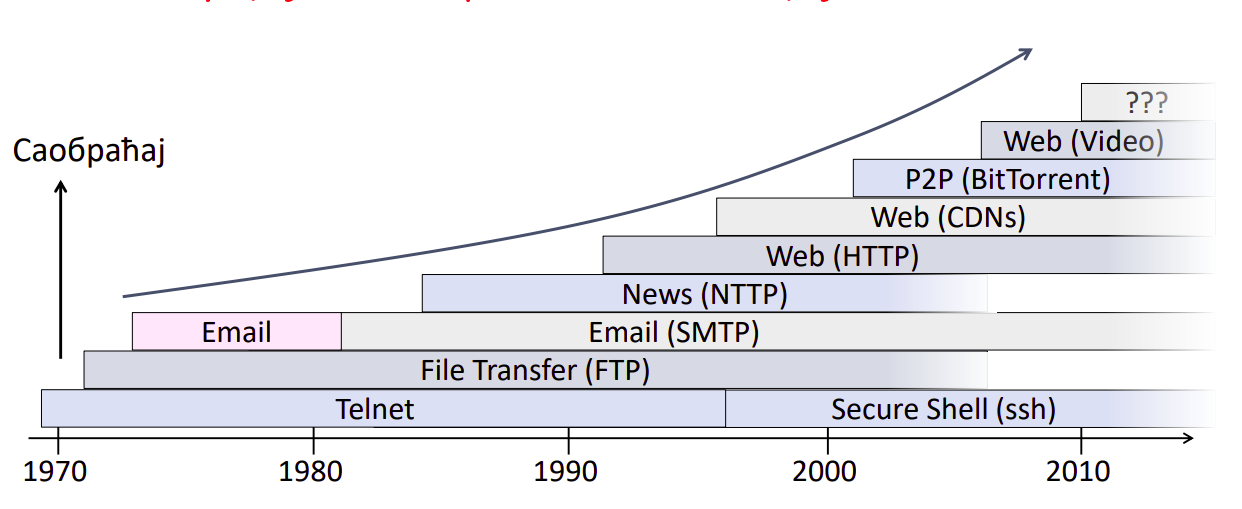 ???
Web (Video)
Саобраћај
P2P (BitTorrent)
Web (CDNs)
Web (HTTP)
News (NTTP)
Email Email (SMTP)
File Transfer (FTP)
Telnet Secure Shell (ssh)
1970 1980 1990 2000 2010